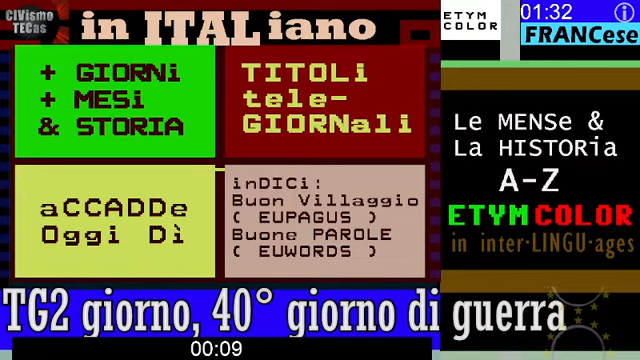 CIVismo
TECas
in ITALiano
ETYM
COLOR
01:32
FRANCese
+ GIORNi
+ MESi
& STORIA
TITOLi
tele-
GIORNali
aCCADDe
Oggi Dì
inDICi:
Buon Villaggio
( EUPAGUS )
Buone PAROLE
( EUWORDS )
Le MENSe &
La HISTORia
A-Z
ETYMCOLOR
in inter·LINGU·ages
TG2 giorno, 40° giorno di guerra
00:09